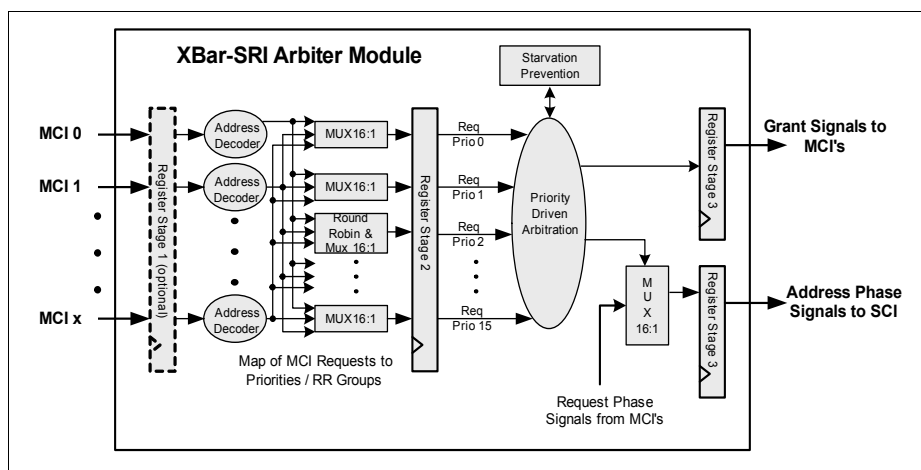 XBar-SRI Arbiter Module
Starvation
Prevention
MCI 0
MCI 1
MCI x
Register Stage 1 (optional)
Address
Decoder
Address
Decoder
Address
Decoder
MUX16:1
MUX16:1
Round
Robin &
Mux 16:1
MUX16:1
Map of MCI Requests to
Priorities / RR Groups
Register Stage 2
Req
Prio 0
Req
Prio 1
Req
Prio 2
Req
Prio 15
Priority
Driven
Arbitration
M
U
X
16:1
Request Phase
Signals from MCI's
Register Stage 3
Register Stage 3
Grant Signals to
MCI's
Address Phase
Signals to SCI